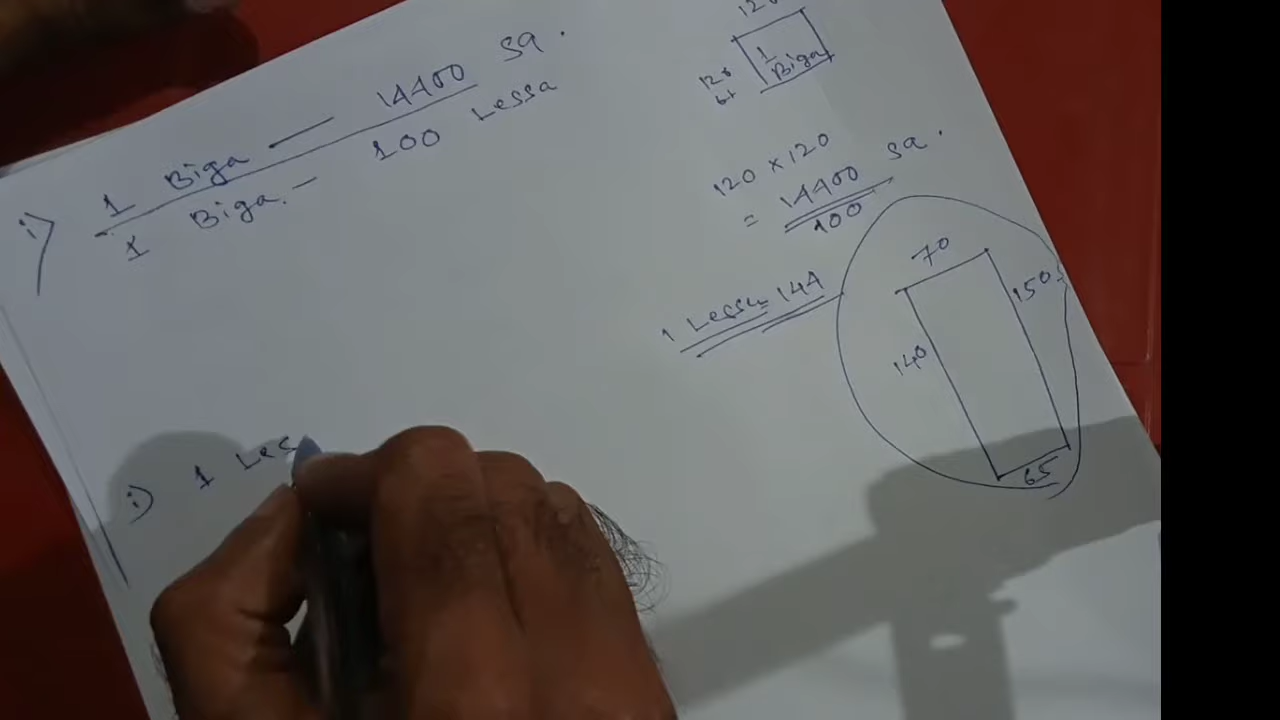 i) 1 Biga — 14400 sq.
1 Biga. — 100 Lessa
120
120
1
Biga
120 x 120
= 14400 sq.
100
1 Lessa = 144
70
150
140
65
i) 1 Les